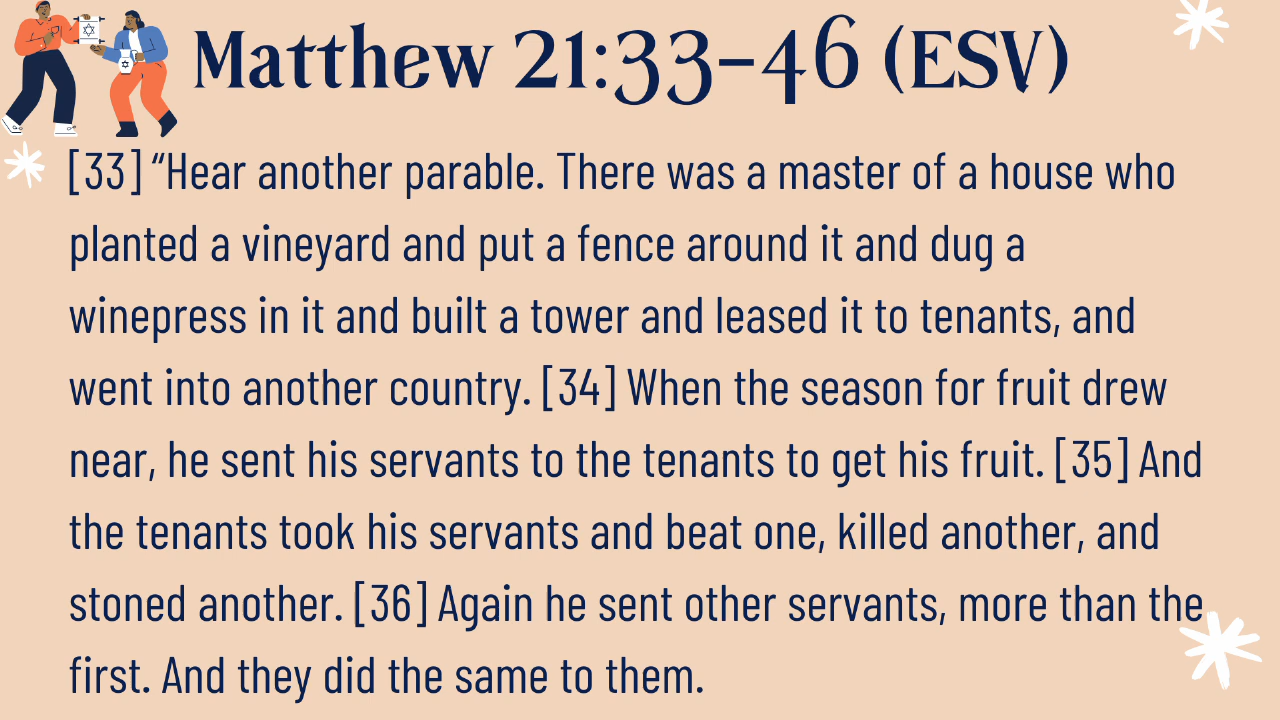 Matthew 21:33–46 (ESV)
[33] “Hear another parable. There was a master of a house who
planted a vineyard and put a fence around it and dug a
winepress in it and built a tower and leased it to tenants, and
went into another country. [34] When the season for fruit drew
near, he sent his servants to the tenants to get his fruit. [35] And
the tenants took his servants and beat one, killed another, and
stoned another. [36] Again he sent other servants, more than the
first. And they did the same to them.